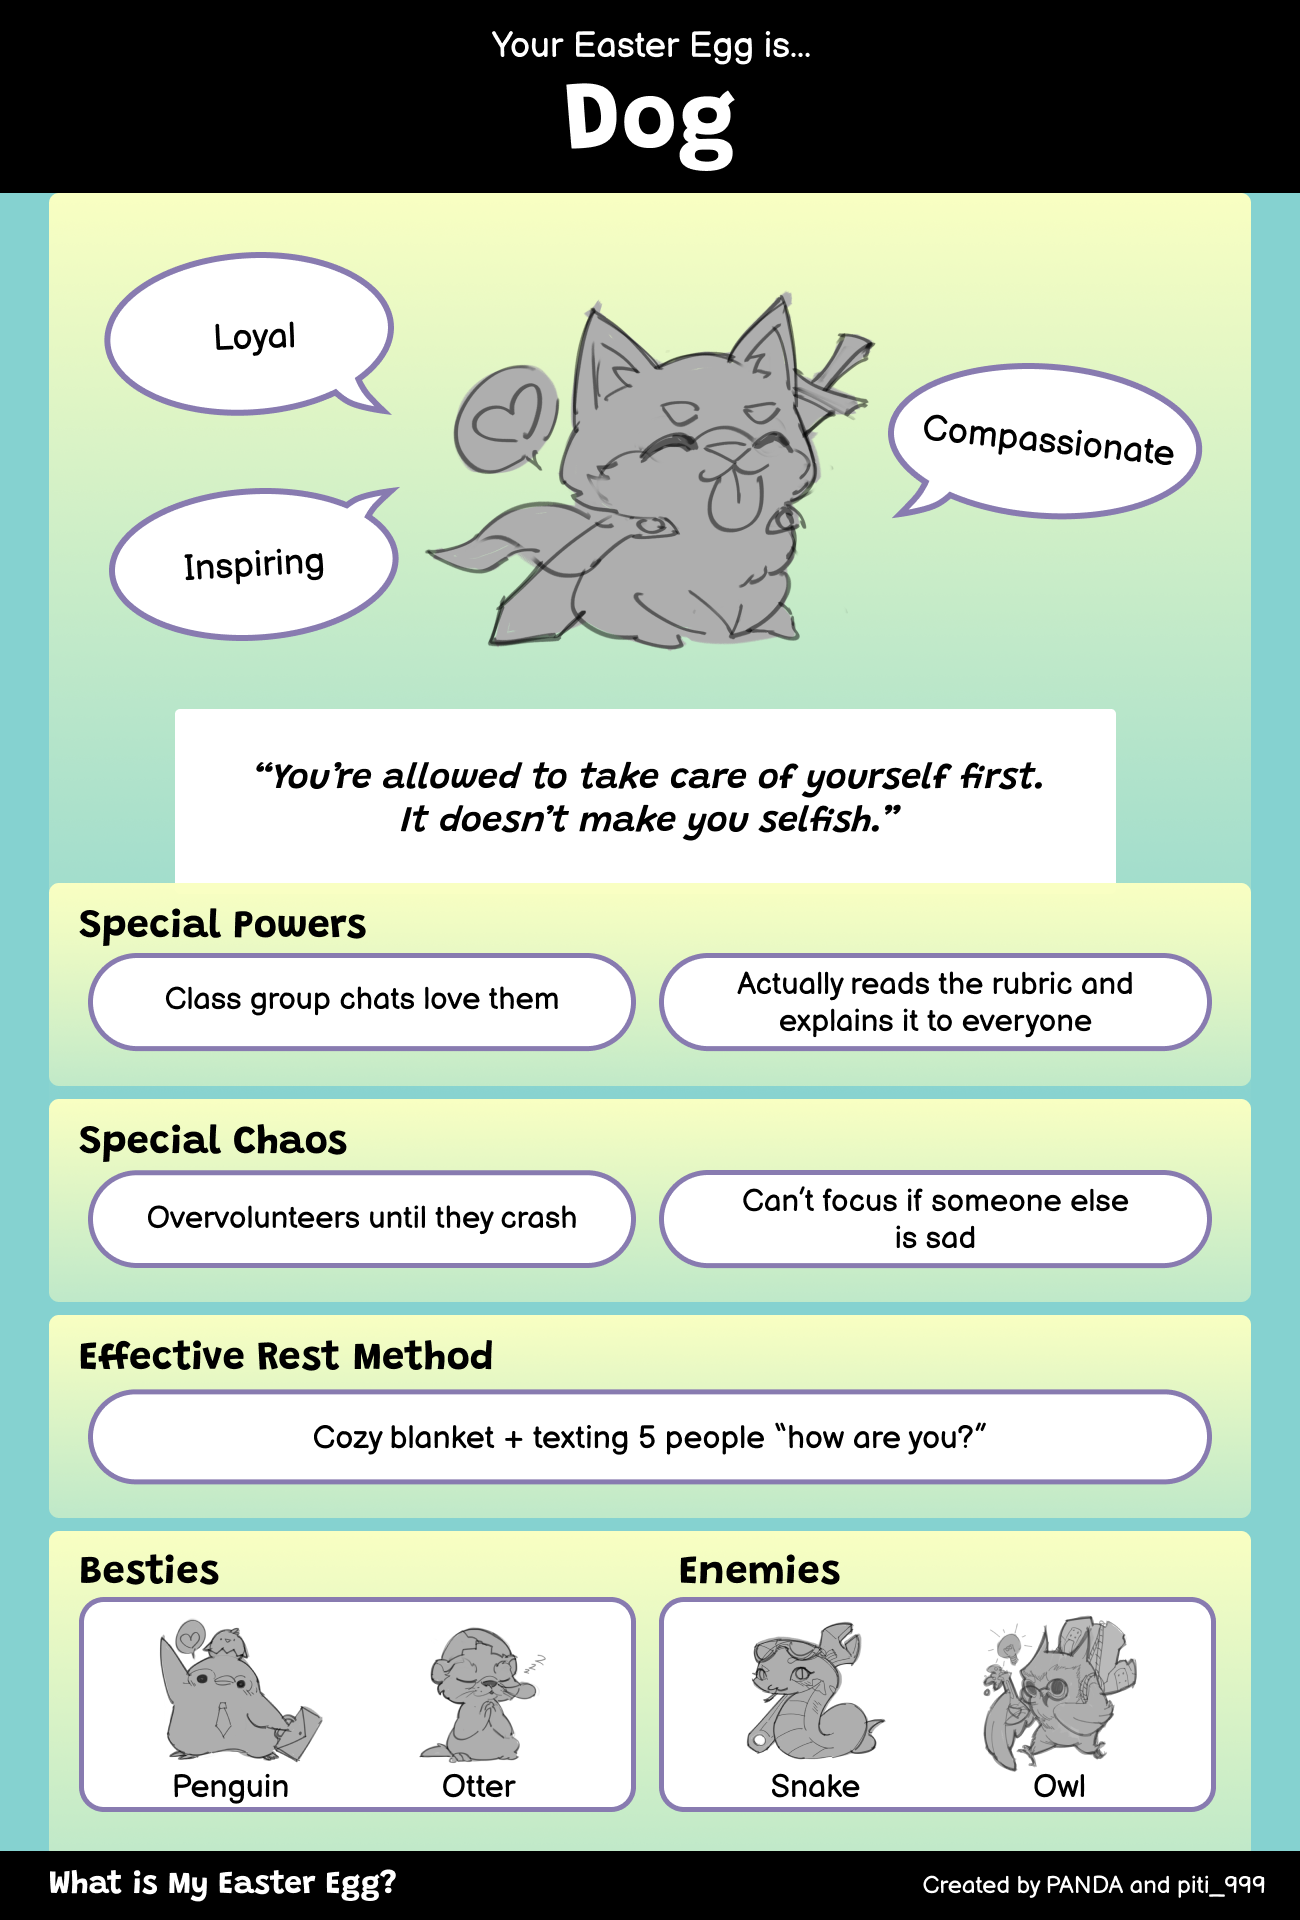 Your Easter Egg is...
Dog
Loyal
Compassionate
Inspiring
“You’re allowed to take care of yourself first.
It doesn’t make you selfish.”
Special Powers
Class group chats love them
Actually reads the rubric and
explains it to everyone
Special Chaos
Overvolunteers until they crash
Can’t focus if someone else
is sad
Effective Rest Method
Cozy blanket + texting 5 people “how are you?”
Besties
Enemies
zzz
Penguin
Otter
Snake
Owl
What is My Easter Egg?
Created by PANDA and piti_999